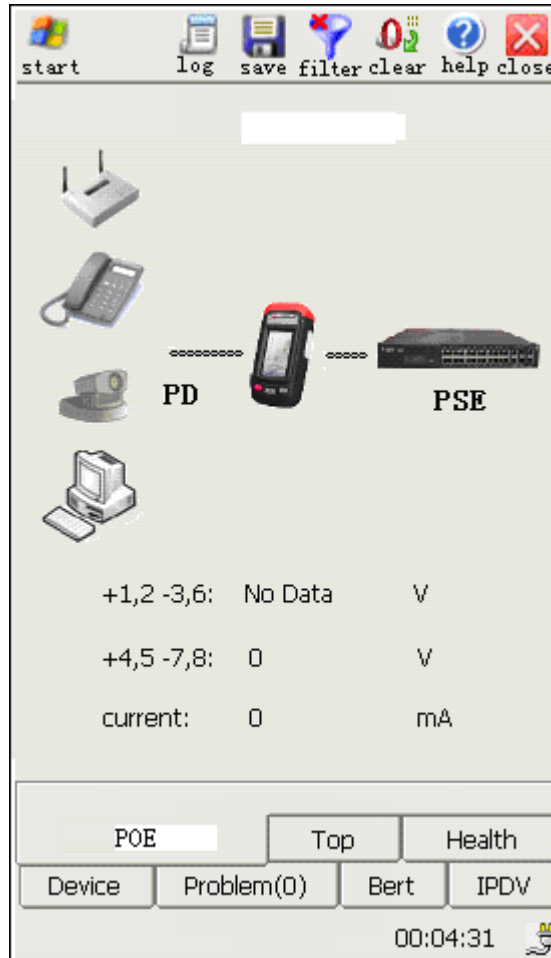 start log save filter clear help close
PD
PSE
+1,2 -3,6: No Data V
+4,5 -7,8: 0 V
current: 0 mA
POE Top Health
Device Problem(0) Bert IPDV
00:04:31